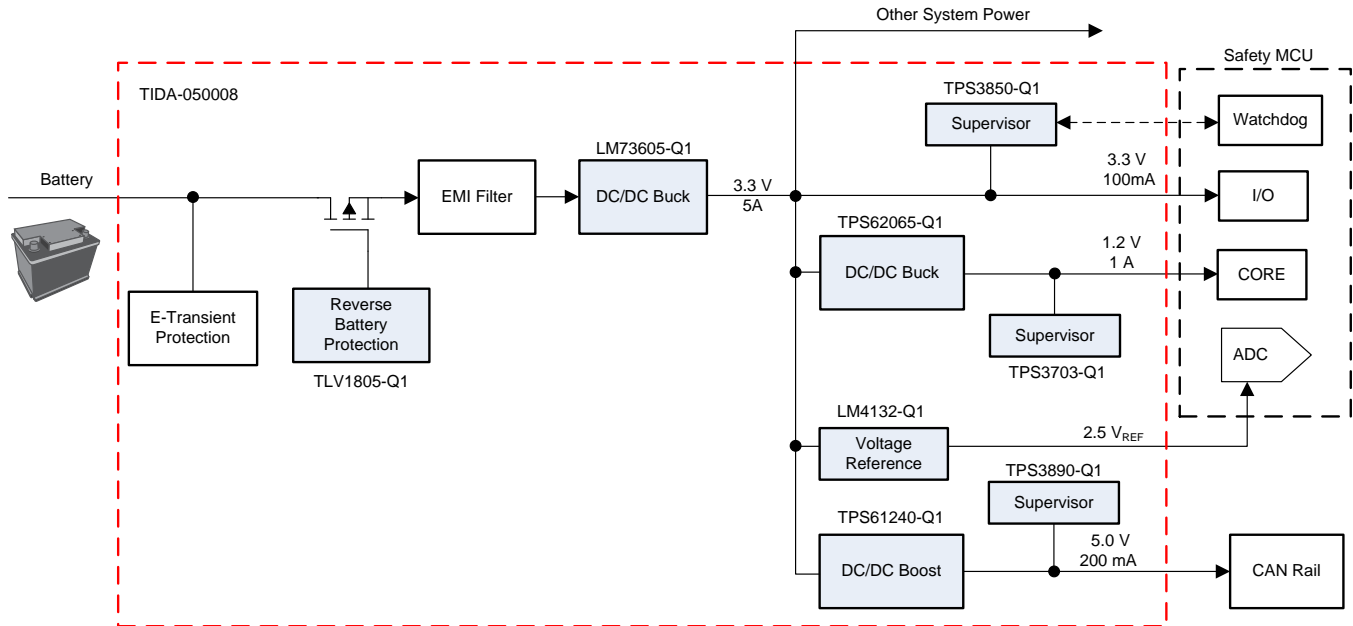 Other System Power
Safety MCU
TIDA-050008
TPS3850-Q1
Supervisor
Watchdog
LM73605-Q1
Battery
EMI Filter
DC/DC Buck
3.3 V
5A
3.3 V
100mA
I/O
TPS62065-Q1
DC/DC Buck
1.2 V
1 A
CORE
E-Transient
Protection
Reverse
Battery
Protection
TLV1805-Q1
Supervisor
TPS3703-Q1
ADC
LM4132-Q1
Voltage
Reference
2.5 VREF
TPS3890-Q1
Supervisor
TPS61240-Q1
DC/DC Boost
5.0 V
200 mA
CAN Rail